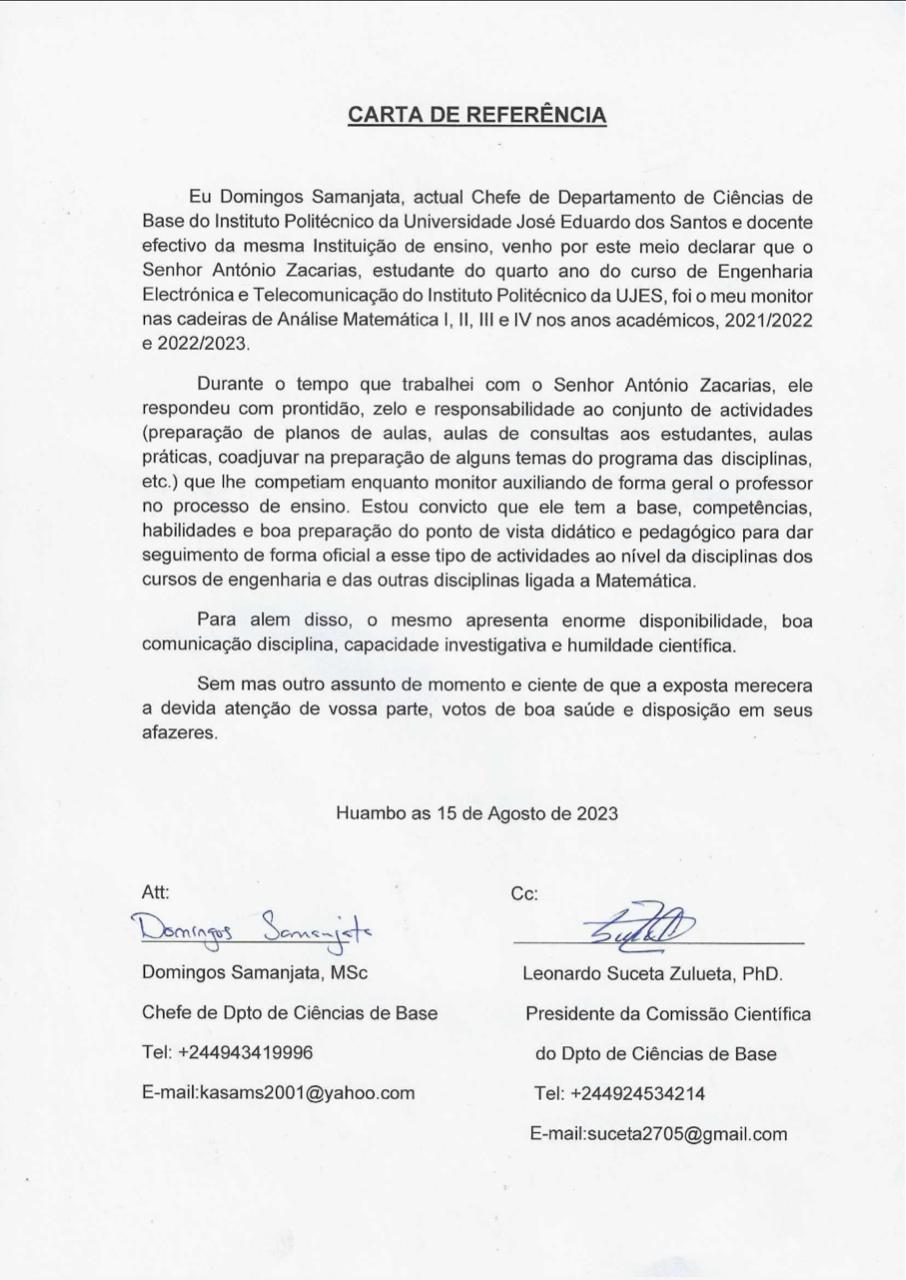 CARTA DE REFERÊNCIA
Eu Domingos Samanjata, actual Chefe de Departamento de Ciências de
Base do Instituto Politécnico da Universidade José Eduardo dos Santos e docente
efectivo da mesma Instituição de ensino, venho por este meio declarar que o
Senhor António Zacarias, estudante do quarto ano do curso de Engenharia
Electrónica e Telecomunicação do Instituto Politécnico da UJES, foi o meu monitor
nas cadeiras de Análise Matemática I, II, III e IV nos anos académicos, 2021/2022
e 2022/2023.
Durante o tempo que trabalhei com o Senhor António Zacarias, ele
respondeu com prontidão, zelo e responsabilidade ao conjunto de actividades
(preparação de planos de aulas, aulas de consultas aos estudantes, aulas
práticas, coadjuvar na preparação de alguns temas do programa das disciplinas,
etc.) que lhe competiam enquanto monitor auxiliando de forma geral o professor
no processo de ensino. Estou convicto que ele tem a base, competências,
habilidades e boa preparação do ponto de vista didático e pedagógico para dar
seguimento de forma oficial a esse tipo de actividades ao nível da disciplinas dos
cursos de engenharia e das outras disciplinas ligada a Matemática.
Para alem disso, o mesmo apresenta enorme disponibilidade, boa
comunicação disciplina, capacidade investigativa e humildade científica.
Sem mas outro assunto de momento e ciente de que a exposta merecera
a devida atenção de vossa parte, votos de boa saúde e disposição em seus
afazeres.
Huambo as 15 de Agosto de 2023
Att: Cc:
Domingos Samanjata
Domingos Samanjata, MSc Leonardo Suceta Zulueta, PhD.
Chefe de Dpto de Ciências de Base Presidente da Comissão Científica
Tel: +244943419996 do Dpto de Ciências de Base
E-mail:kasams2001@yahoo.com Tel: +244924534214
E-mail:suceta2705@gmail.com